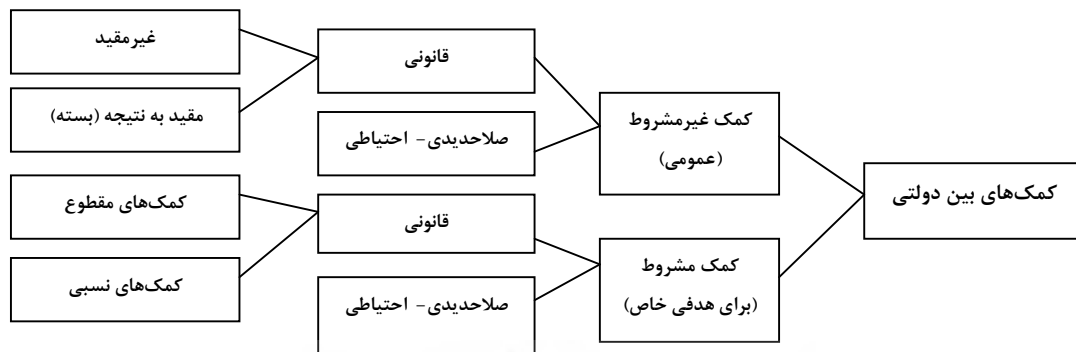 کمک‌های بین دولتی
کمک غیرمشروط
(عمومی)
قانونی
غیرمقید
مقید به نتیجه (بسته)
صلاحدیدی- احتیاطی
کمک مشروط
(برای هدفی خاص)
قانونی
کمک‌های مقطوع
کمک‌های نسبی
صلاحدیدی- احتیاطی